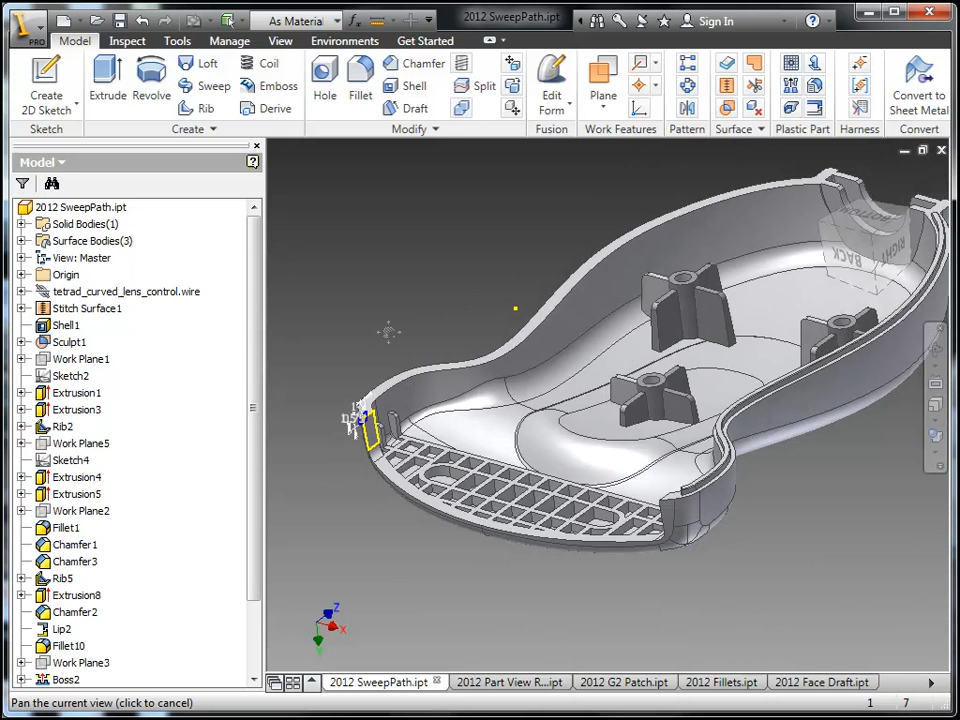 As Material
2012 SweepPath.ipt
Sign In
PRO
Model
Inspect
Tools
Manage
View
Environments
Get Started
Create
2D Sketch
Extrude
Revolve
Loft
Sweep
Rib
Coil
Emboss
Derive
Hole
Fillet
Chamfer
Shell
Draft
Split
Edit
Form
Plane
Convert to
Sheet Metal
Sketch
Create
Modify
Fusion
Work Features
Pattern
Surface
Plastic Part
Harness
Convert
Model
2012 SweepPath.ipt
Solid Bodies(1)
Surface Bodies(3)
View: Master
Origin
tetrad_curved_lens_control.wire
Stitch Surface1
Shell1
Sculpt1
Work Plane1
Sketch2
Extrusion1
Extrusion3
Rib2
Work Plane5
Sketch4
Extrusion4
Extrusion5
Work Plane2
Fillet1
Chamfer1
Chamfer3
Rib5
Extrusion8
Chamfer2
Lip2
Fillet10
Work Plane3
Boss2
BOTTOM
BACK
RIGHT
Z
X
Y
2012 SweepPath.ipt
2012 Part View R...ipt
2012 G2 Patch.ipt
2012 Fillets.ipt
2012 Face Draft.ipt
Pan the current view (click to cancel)
1
7